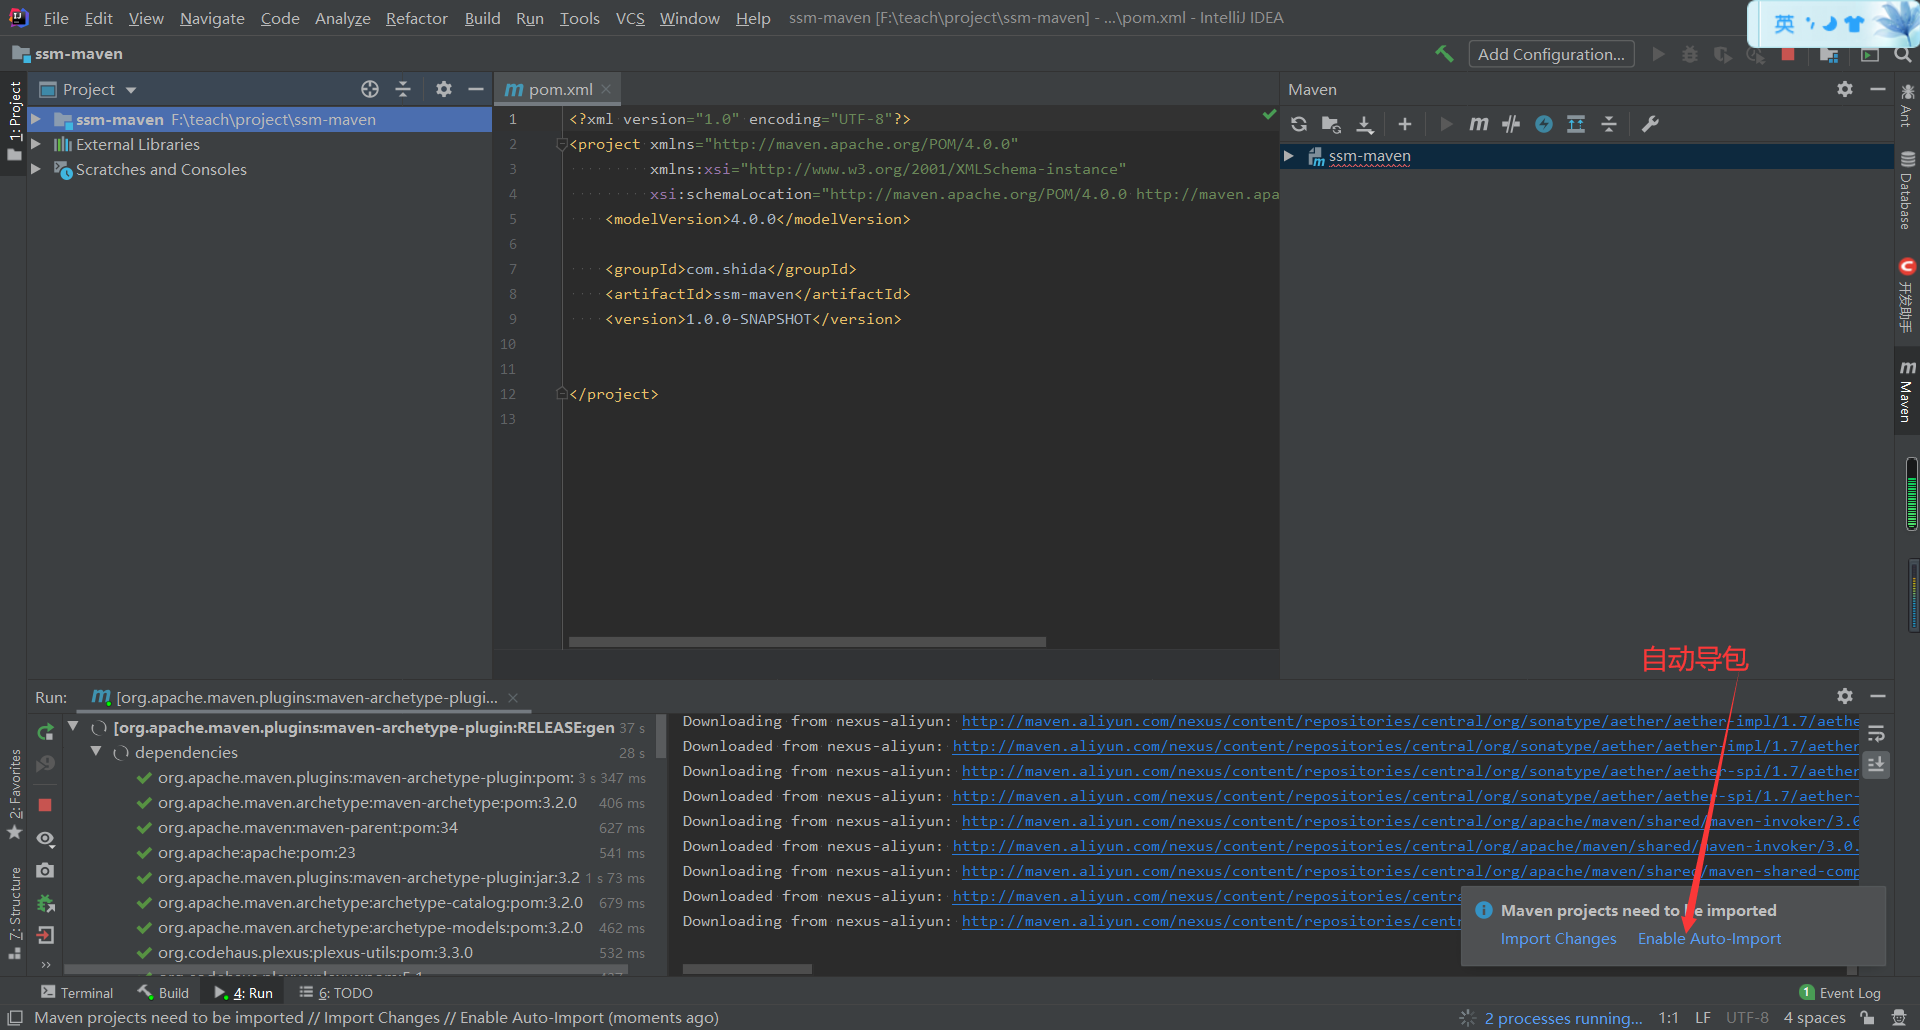 File Edit View Navigate Code Analyze Refactor Build Run Tools VCS Window Help ssm-maven [F:\teach\project\ssm-maven] - ...\pom.xml - IntelliJ IDEA
英
ssm-maven
Add Configuration...
1: Project
Project
pom.xml
Maven
ssm-maven F:\teach\project\ssm-maven
External Libraries
Scratches and Consoles
1 <?xml version="1.0" encoding="UTF-8"?>
2 <project xmlns="http://maven.apache.org/POM/4.0.0"
3 xmlns:xsi="http://www.w3.org/2001/XMLSchema-instance"
4 xsi:schemaLocation="http://maven.apache.org/POM/4.0.0 http://maven.apa
5 <modelVersion>4.0.0</modelVersion>
6
7 <groupId>com.shida</groupId>
8 <artifactId>ssm-maven</artifactId>
9 <version>1.0.0-SNAPSHOT</version>
10
11
12 </project>
13
ssm-maven
Ant
Database
开发助手
Maven
自动导包
Run: [org.apache.maven.plugins:maven-archetype-plugi...
[org.apache.maven.plugins:maven-archetype-plugin:RELEASE:gen 37 s
dependencies 28 s
org.apache.maven.plugins:maven-archetype-plugin:pom: 3 s 347 ms
org.apache.maven.archetype:maven-archetype:pom:3.2.0 406 ms
org.apache.maven:maven-parent:pom:34 627 ms
org.apache:apache:pom:23 541 ms
org.apache.maven.plugins:maven-archetype-plugin:jar:3.2 1 s 73 ms
org.apache.maven.archetype:archetype-catalog:pom:3.2.0 679 ms
org.apache.maven.archetype:archetype-models:pom:3.2.0 462 ms
org.codehaus.plexus:plexus-utils:pom:3.3.0 532 ms
Downloading from nexus-aliyun: http://maven.aliyun.com/nexus/content/repositories/central/org/sonatype/aether/aether-impl/1.7/aethe
Downloaded from nexus-aliyun: http://maven.aliyun.com/nexus/content/repositories/central/org/sonatype/aether/aether-impl/1.7/aether
Downloading from nexus-aliyun: http://maven.aliyun.com/nexus/content/repositories/central/org/sonatype/aether/aether-spi/1.7/aether
Downloaded from nexus-aliyun: http://maven.aliyun.com/nexus/content/repositories/central/org/sonatype/aether/aether-spi/1.7/aether-
Downloading from nexus-aliyun: http://maven.aliyun.com/nexus/content/repositories/central/org/apache/maven/shared/maven-invoker/3.0
Downloaded from nexus-aliyun: http://maven.aliyun.com/nexus/content/repositories/central/org/apache/maven/shared/maven-invoker/3.0.
Downloading from nexus-aliyun: http://maven.aliyun.com/nexus/content/repositories/central/org/apache/maven/shared/maven-shared-comp
Downloaded from nexus-aliyun: http://maven.aliyun.com/nexus/content/repositories/centra
Downloading from nexus-aliyun: http://maven.aliyun.com/nexus/content/repositories/centr
Maven projects need to be imported
Import Changes Enable Auto-Import
2: Favorites
7: Structure
Terminal Build 4: Run 6: TODO
1 Event Log
Maven projects need to be imported // Import Changes // Enable Auto-Import (moments ago)
2 processes running... 1:1 LF UTF-8 4 spaces